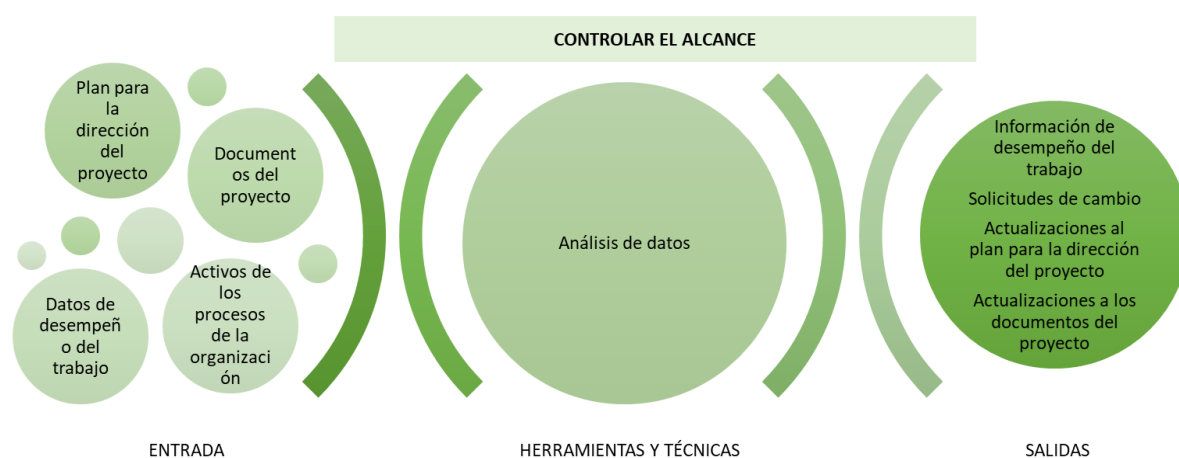 CONTROLAR EL ALCANCE
Plan para
la
dirección
del
proyecto
Document
os del
proyecto
Datos de
desempeñ
o del
trabajo
Activos de
los
procesos
de la
organizaci
ón
Análisis de datos
Información de
desempeño del
trabajo
Solicitudes de cambio
Actualizaciones al
plan para la dirección
del proyecto
Actualizaciones a los
documentos del
proyecto
ENTRADA
HERRAMIENTAS Y TÉCNICAS
SALIDAS